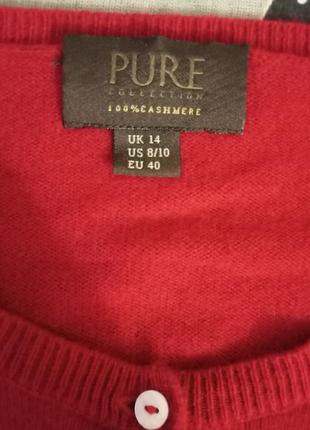 PURE
COLLECTION
100% CASHMERE
UK 14
US 8/10
EU 40